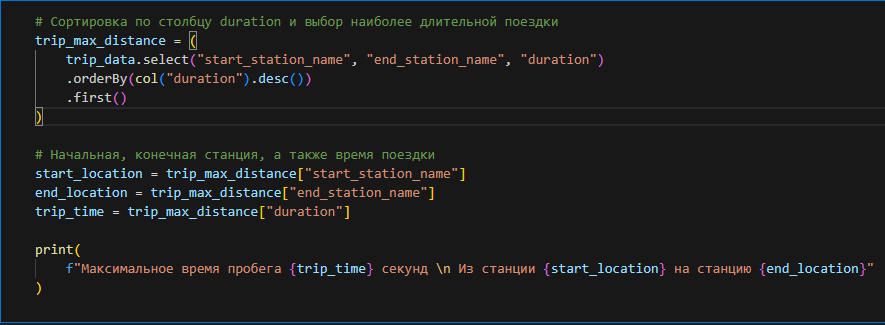 # Сортировка по столбцу duration и выбор наиболее длительной поездки
trip_max_distance = (
    trip_data.select("start_station_name", "end_station_name", "duration")
    .orderBy(col("duration").desc())
    .first()
)

# Начальная, конечная станция, а также время поездки
start_location = trip_max_distance["start_station_name"]
end_location = trip_max_distance["end_station_name"]
trip_time = trip_max_distance["duration"]

print(
    f"Максимальное время пробега {trip_time} секунд \n Из станции {start_location} на станцию {end_location}"
)